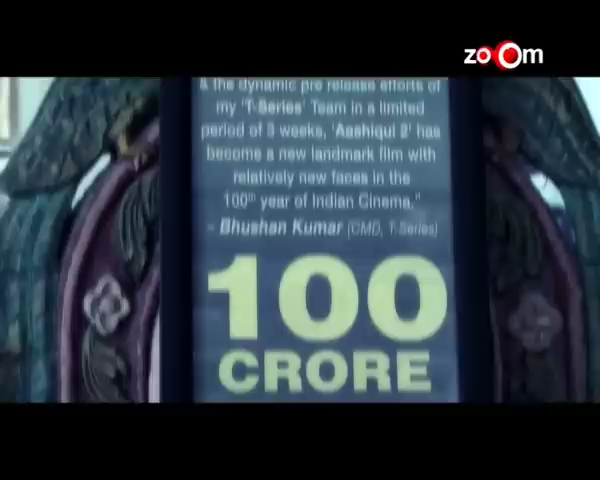 zoom
& the dynamic pre release efforts of
my 'T-Series' Team in a limited
period of 3 weeks, 'Aashiqui 2' has
become a new landmark film with
relatively new faces in the
100th year of Indian Cinema."
- Bhushan Kumar (CMD, T-Series)
100
CRORE